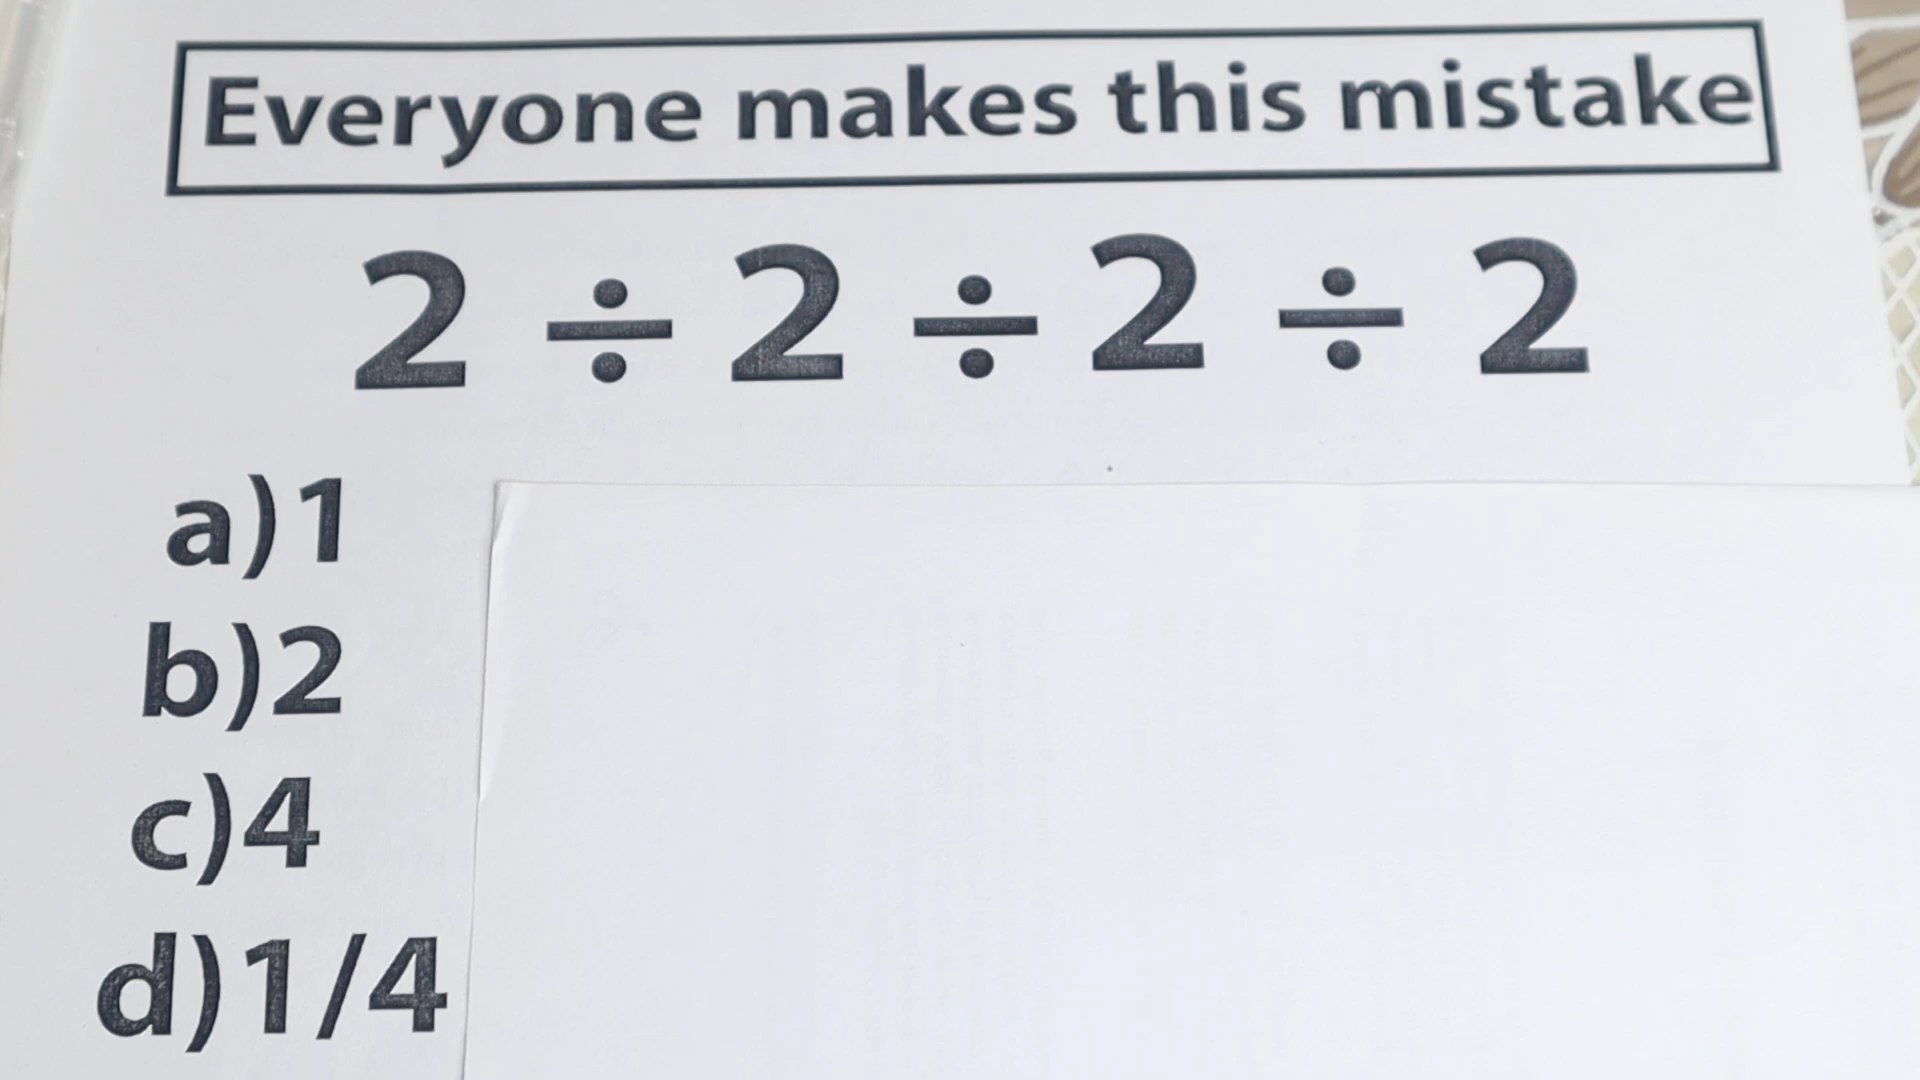 Everyone makes this mistake
2 ÷ 2 ÷ 2 ÷ 2
a)1
b)2
c)4
d)1/4